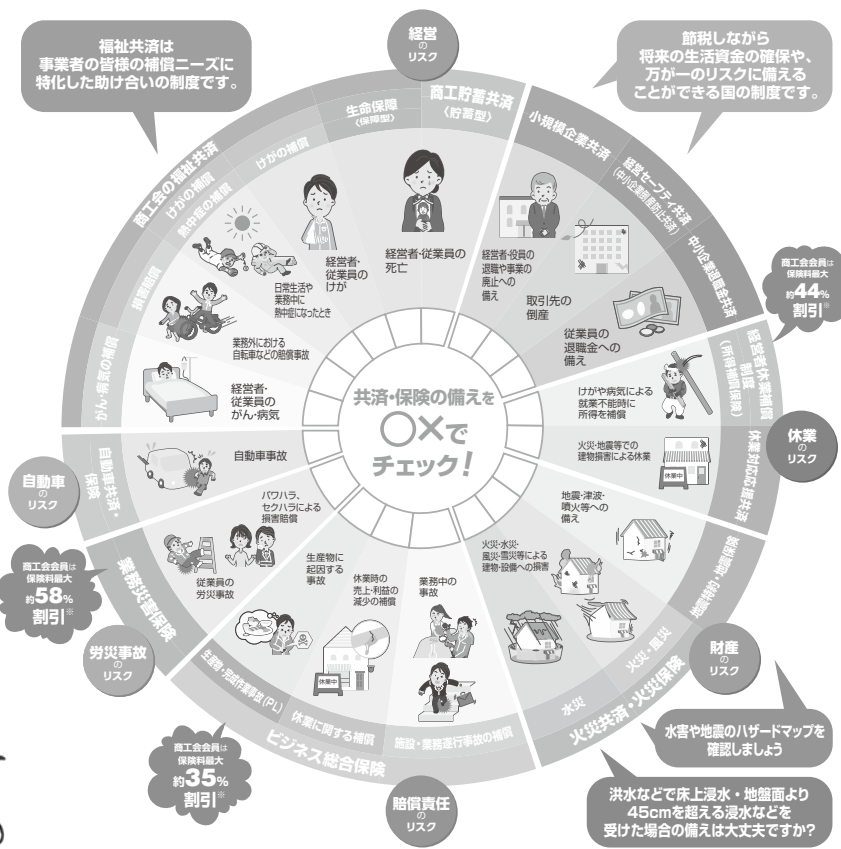 福祉共済は
事業者の皆様の補償ニーズに
特化した助け合いの制度です。
経営
の
リスク
節税しながら
将来の生活資金の確保や、
万が一のリスクに備える
ことができる国の制度です。
商工会の福祉共済
がん・病気の補償
損害賠償
熱中症の補償
けがの補償
けがの補償
生命保障
〈保障型〉
商工貯蓄共済
〈貯蓄型〉
小規模企業共済
経営セーフティ共済
(中小企業倒産防止共済)
中小企業退職金共済
商工会会員は
保険料最大
約44%
割引※
経営者休業補償
制度
(所得補償保険)
休業対応応援共済
休業
の
リスク
経営者・従業員の
死亡
経営者・
従業員の
けが
日常生活や
業務中に
熱中症になったとき
業務外における
自転車などの賠償事故
経営者・
従業員の
がん・病気
経営者・役員の
退職や事業の
廃止への
備え
取引先の
倒産
従業員の
退職金への
備え
けがや病気による
就業不能時に
所得を補償
火災・地震等での
建物損害による休業
休業中
共済・保険の備えを
〇×で
チェック!
自動車
の
リスク
自動車共済・
保険
自動車事故
パワハラ、
セクハラによる
損害賠償
従業員の
労災事故
業務災害保険
商工会会員は
保険料最大
約58%
割引※
労災事故
の
リスク
生産物に
起因する
事故
休業時の
売上・利益の
減少の補償
休業中
業務中の
事故
火災・水災・
風災・雪災等による
建物・設備への損害
地震・津波・
噴火等への
備え
地震特約・地震保険
火災・風災
水災
火災共済・火災保険
財産
の
リスク
生産物・完成作業事故(PL)
休業に関する補償
施設・業務遂行事故の補償
ビジネス総合保険
商工会会員は
保険料最大
約35%
割引※
賠償責任
の
リスク
水害や地震のハザードマップを
確認しましょう
洪水などで床上浸水・地盤面より
45cmを超える浸水などを
受けた場合の備えは大丈夫ですか?